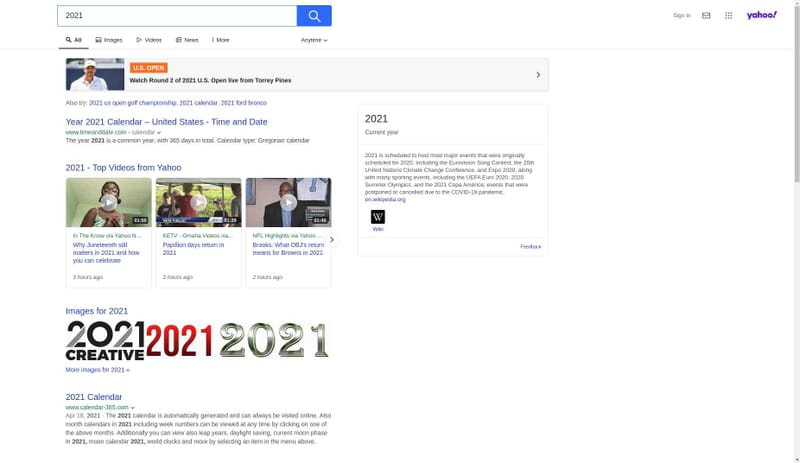 2021
Sign in
yahoo!
All
Images
Videos
News
More
Anytime
U.S. OPEN
Watch Round 2 of 2021 U.S. Open live from Torrey Pines
Also try: 2021 us open golf championship, 2021 calendar, 2021 ford bronco
Year 2021 Calendar – United States - Time and Date
www.timeanddate.com › calendar
The year 2021 is a common year, with 365 days in total. Calendar type: Gregorian calendar
2021 - Top Videos from Yahoo
01:58
01:29
01:45
In The Know via Yahoo N...
Why Juneteenth still
matters in 2021 and how
you can celebrate
3 hours ago
KETV - Omaha Videos via...
Papillion days return in
2021
2 hours ago
NFL Highlights via Yahoo ...
Brooks: What OBJ's return
means for Browns in 2021
2 hours ago
Images for 2021
2021
CREATIVE
2021
2021
More images for 2021 »
2021 Calendar
www.calendar-365.com
Apr 18, 2021 · The 2021 calendar is automatically generated and can always be visited online. Also
month calendars in 2021 including week numbers can be viewed at any time by clicking on one of
the above months. Additionally you can view also leap years, daylight saving, current moon phase
in 2021, moon calendar 2021, world clocks and more by selecting an item in the menu above.
2021
Current year
2021 is scheduled to host most major events that were originally
scheduled for 2020, including the Eurovision Song Contest, the 26th
United Nations Climate Change Conference, and Expo 2020, along
with many sporting events, including the UEFA Euro 2020, 2020
Summer Olympics, and the 2021 Copa América; events that were
postponed or cancelled due to the COVID-19 pandemic.
en.wikipedia.org
W
Wiki
Feedback